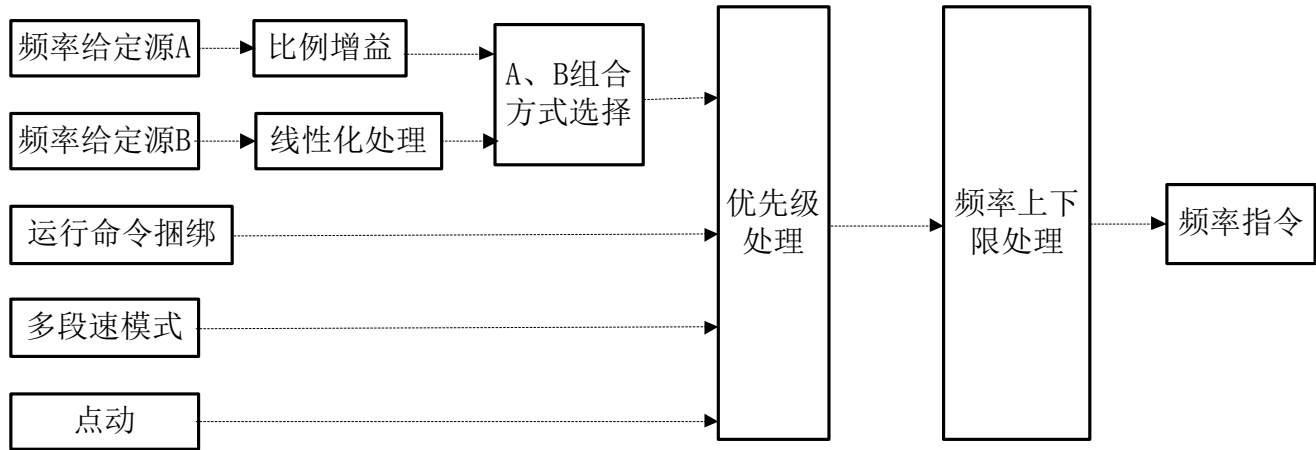 频率给定源A
比例增益
A、B组合
方式选择
频率给定源B
线性化处理
运行命令捆绑
多段速模式
点动
优先级
处理
频率上下
限处理
频率指令